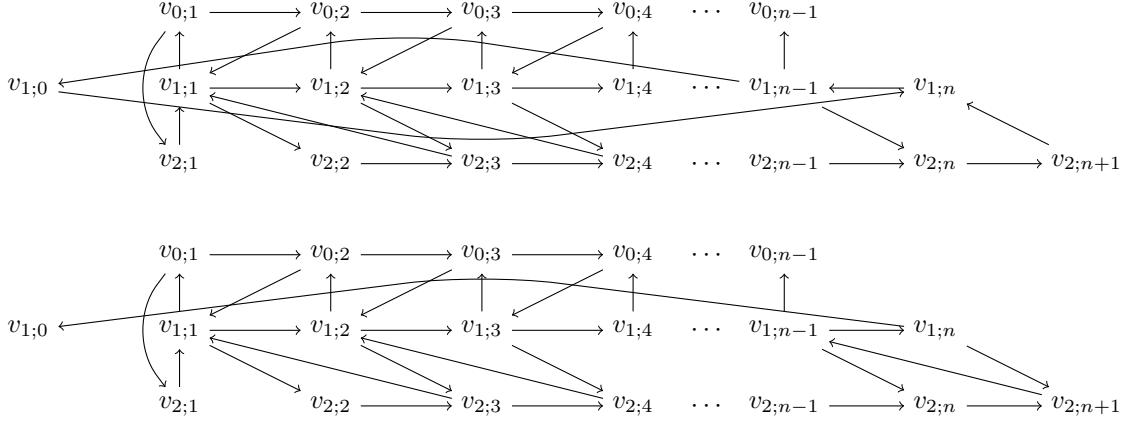 v_{0;1} v_{0;2} v_{0;3} v_{0;4} ⋯ v_{0;n−1}
v_{1;0} v_{1;1} v_{1;2} v_{1;3} v_{1;4} ⋯ v_{1;n−1} v_{1;n}
v_{2;1} v_{2;2} v_{2;3} v_{2;4} ⋯ v_{2;n−1} v_{2;n} v_{2;n+1}
v_{0;1} v_{0;2} v_{0;3} v_{0;4} ⋯ v_{0;n−1}
v_{1;0} v_{1;1} v_{1;2} v_{1;3} v_{1;4} ⋯ v_{1;n−1} v_{1;n}
v_{2;1} v_{2;2} v_{2;3} v_{2;4} ⋯ v_{2;n−1} v_{2;n} v_{2;n+1}